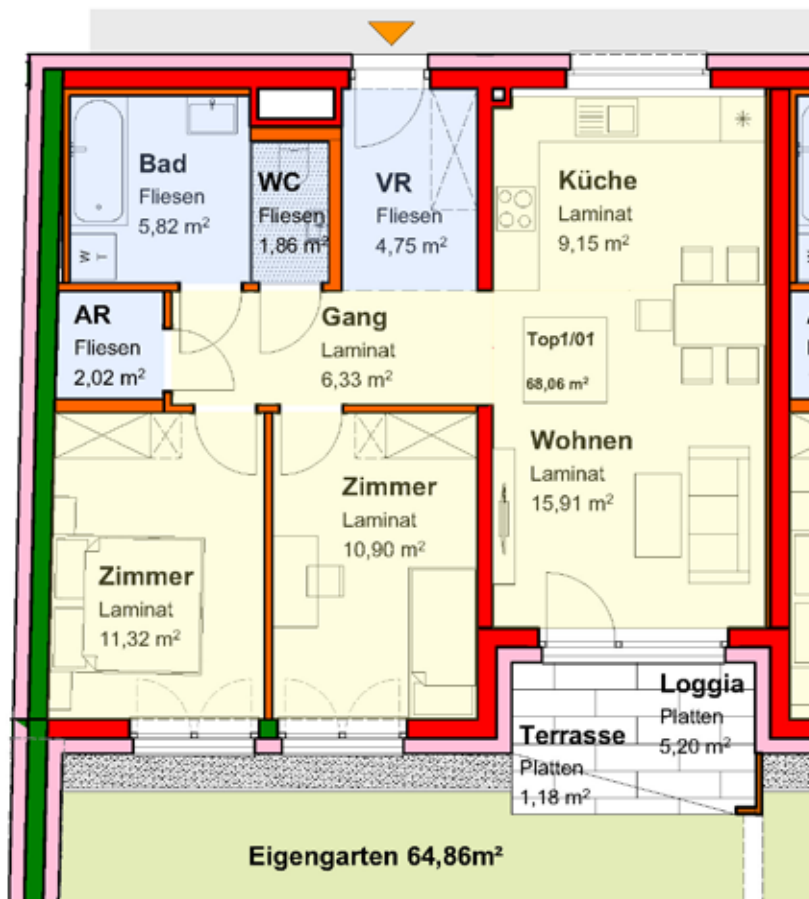 Bad
Fliesen
5,82 m²
WC
Fliesen
1,86 m²
VR
Fliesen
4,75 m²
Küche
Laminat
9,15 m²
W T
AR
Fliesen
2,02 m²
Gang
Laminat
6,33 m²
Top1/01
68,06 m²
Wohnen
Laminat
15,91 m²
Zimmer
Laminat
10,90 m²
Zimmer
Laminat
11,32 m²
Loggia
Platten
5,20 m²
Terrasse
Platten
1,18 m²
Eigengarten 64,86m²